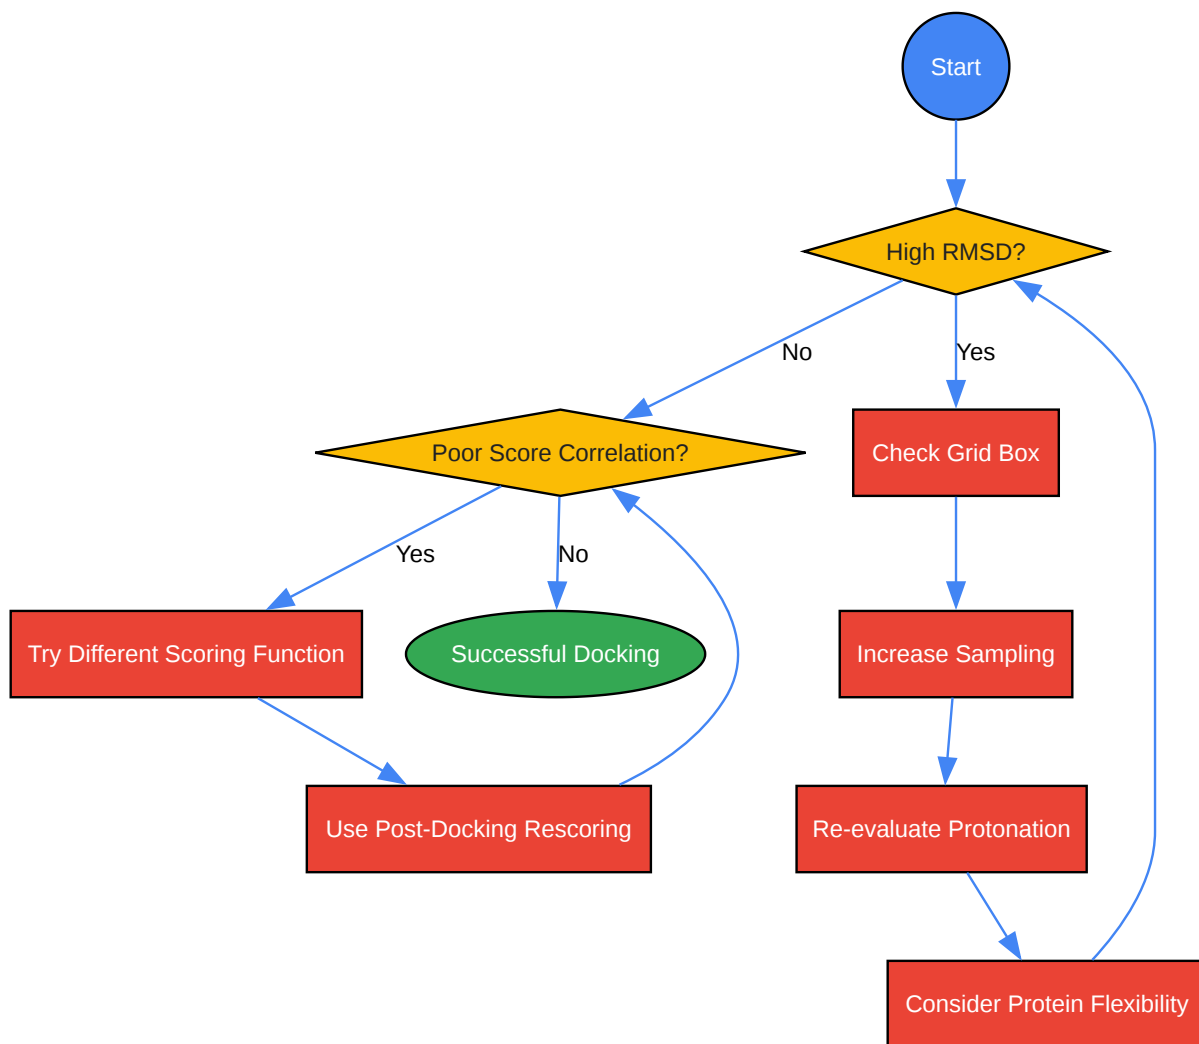 Start
High RMSD?
No
Yes
Poor Score Correlation?
Check Grid Box
Yes
No
Try Different Scoring Function
Successful Docking
Increase Sampling
Use Post-Docking Rescoring
Re-evaluate Protonation
Consider Protein Flexibility